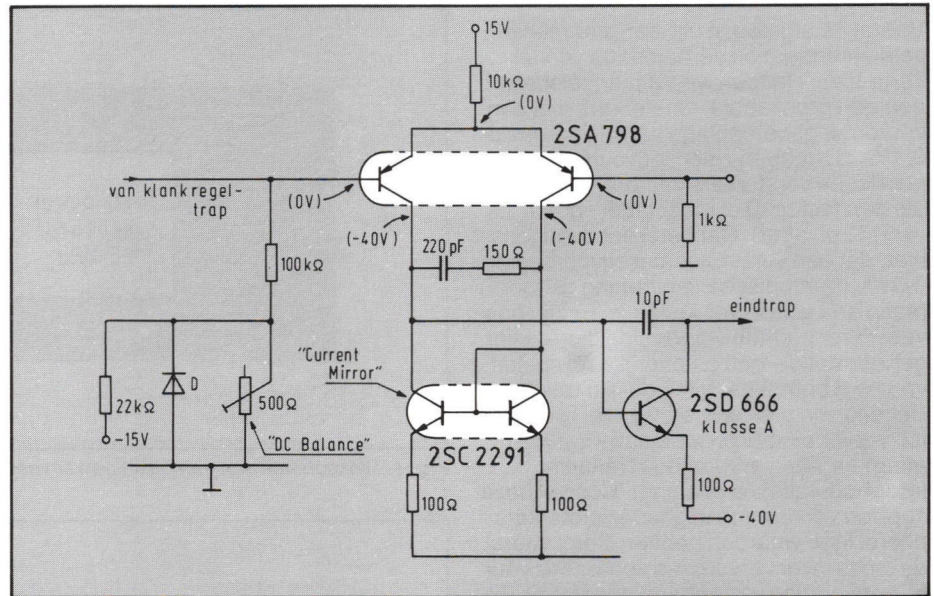 15V
10kΩ
(0V)
2SA 798
van klankregel-
trap
(0V)
(0V)
(-40V)
(-40V)
1kΩ
220pF
150Ω
100kΩ
10pF
eindtrap
"Current
Mirror"
22kΩ
D
500Ω
-15V
"DC Balance"
2SC 2291
2SD 666
klasse A
100Ω
100Ω
100Ω
-40V